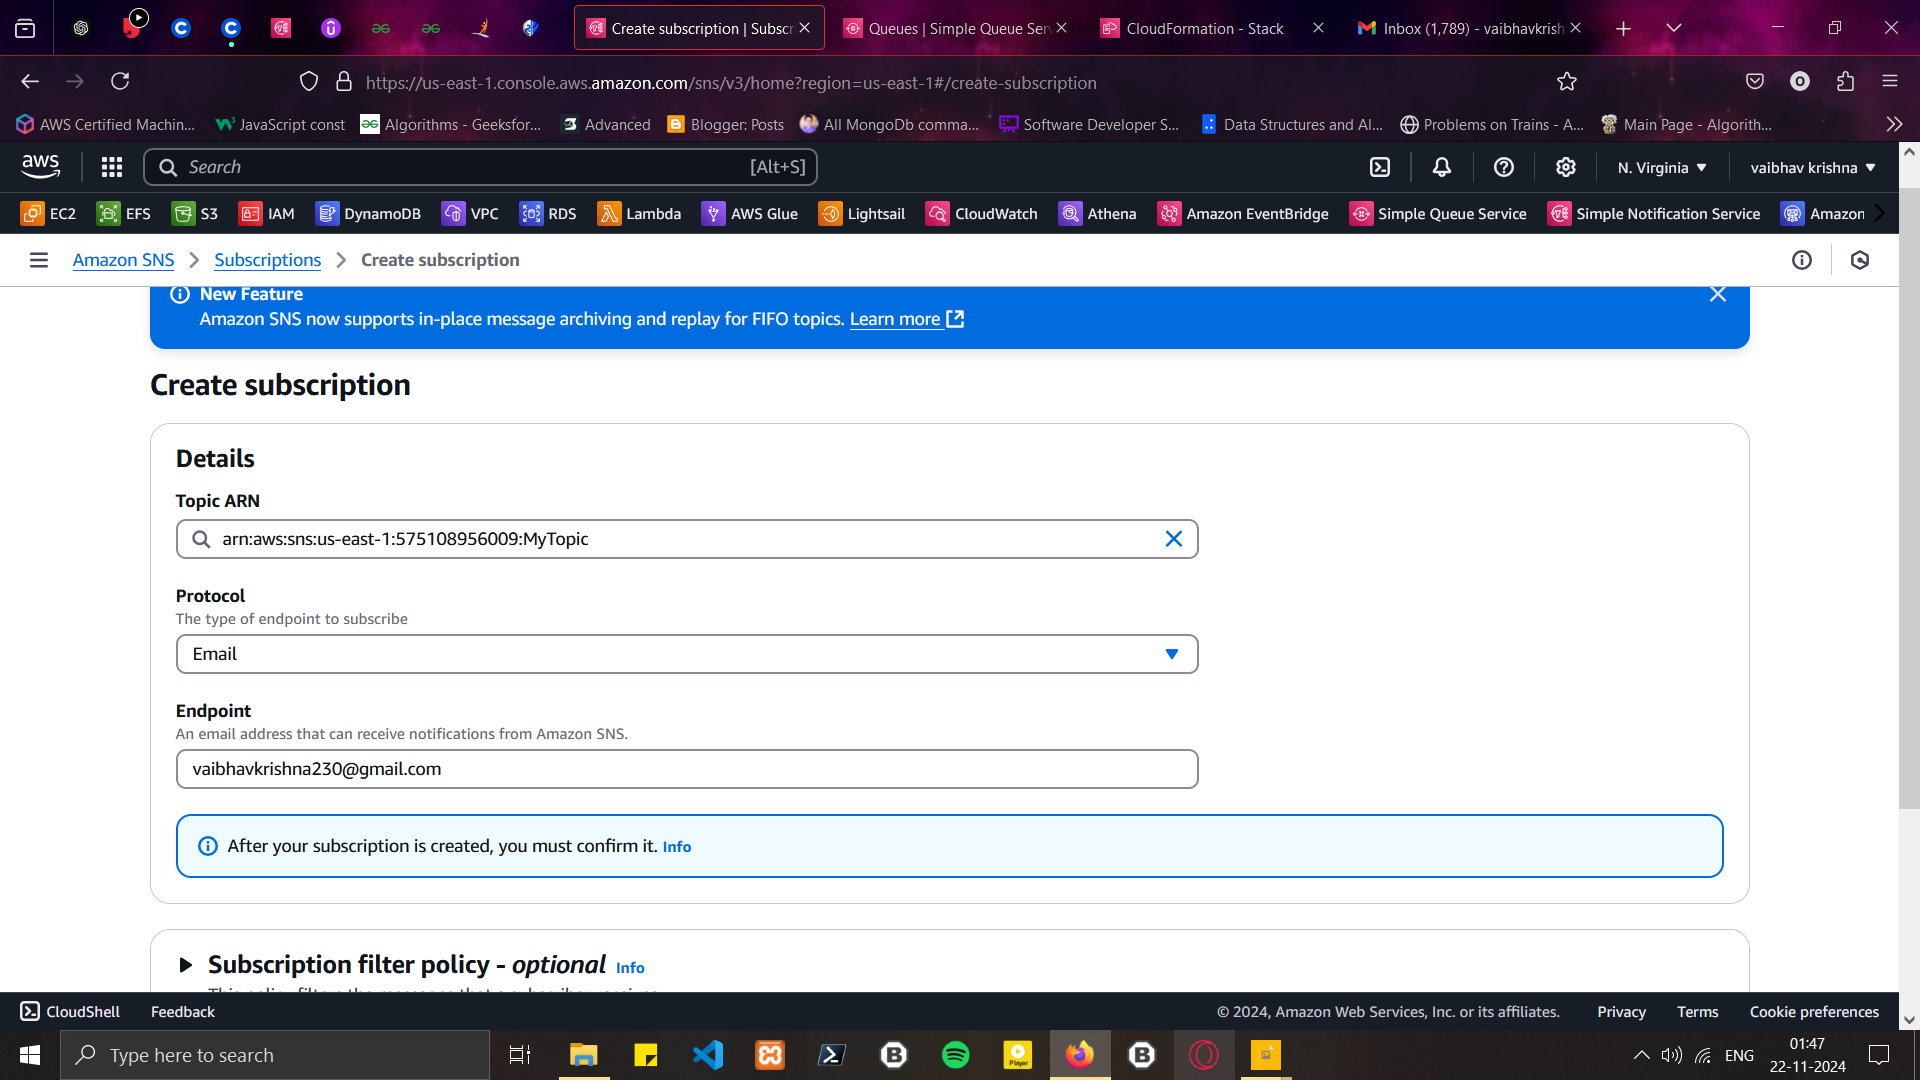 Create subscription | Subscr
Queues | Simple Queue Serv
CloudFormation - Stack
Inbox (1,789) - vaibhavkrish
https://us-east-1.console.aws.amazon.com/sns/v3/home?region=us-east-1#/create-subscription
AWS Certified Machin...
JavaScript const
Algorithms - Geeksfor...
Advanced
Blogger: Posts
All MongoDb comma...
Software Developer S...
Data Structures and Al...
Problems on Trains - A...
Main Page - Algorith...
aws
Search
[Alt+S]
N. Virginia
vaibhav krishna
EC2
EFS
S3
IAM
DynamoDB
VPC
RDS
Lambda
AWS Glue
Lightsail
CloudWatch
Athena
Amazon EventBridge
Simple Queue Service
Simple Notification Service
Amazon
Amazon SNS
Subscriptions
Create subscription
New Feature
Amazon SNS now supports in-place message archiving and replay for FIFO topics. Learn more
Create subscription
Details
Topic ARN
arn:aws:sns:us-east-1:575108956009:MyTopic
Protocol
The type of endpoint to subscribe
Email
Endpoint
An email address that can receive notifications from Amazon SNS.
vaibhavkrishna230@gmail.com
After your subscription is created, you must confirm it. Info
Subscription filter policy - optional Info
CloudShell
Feedback
© 2024, Amazon Web Services, Inc. or its affiliates.
Privacy
Terms
Cookie preferences
Type here to search
Player
ENG
01:47
22-11-2024